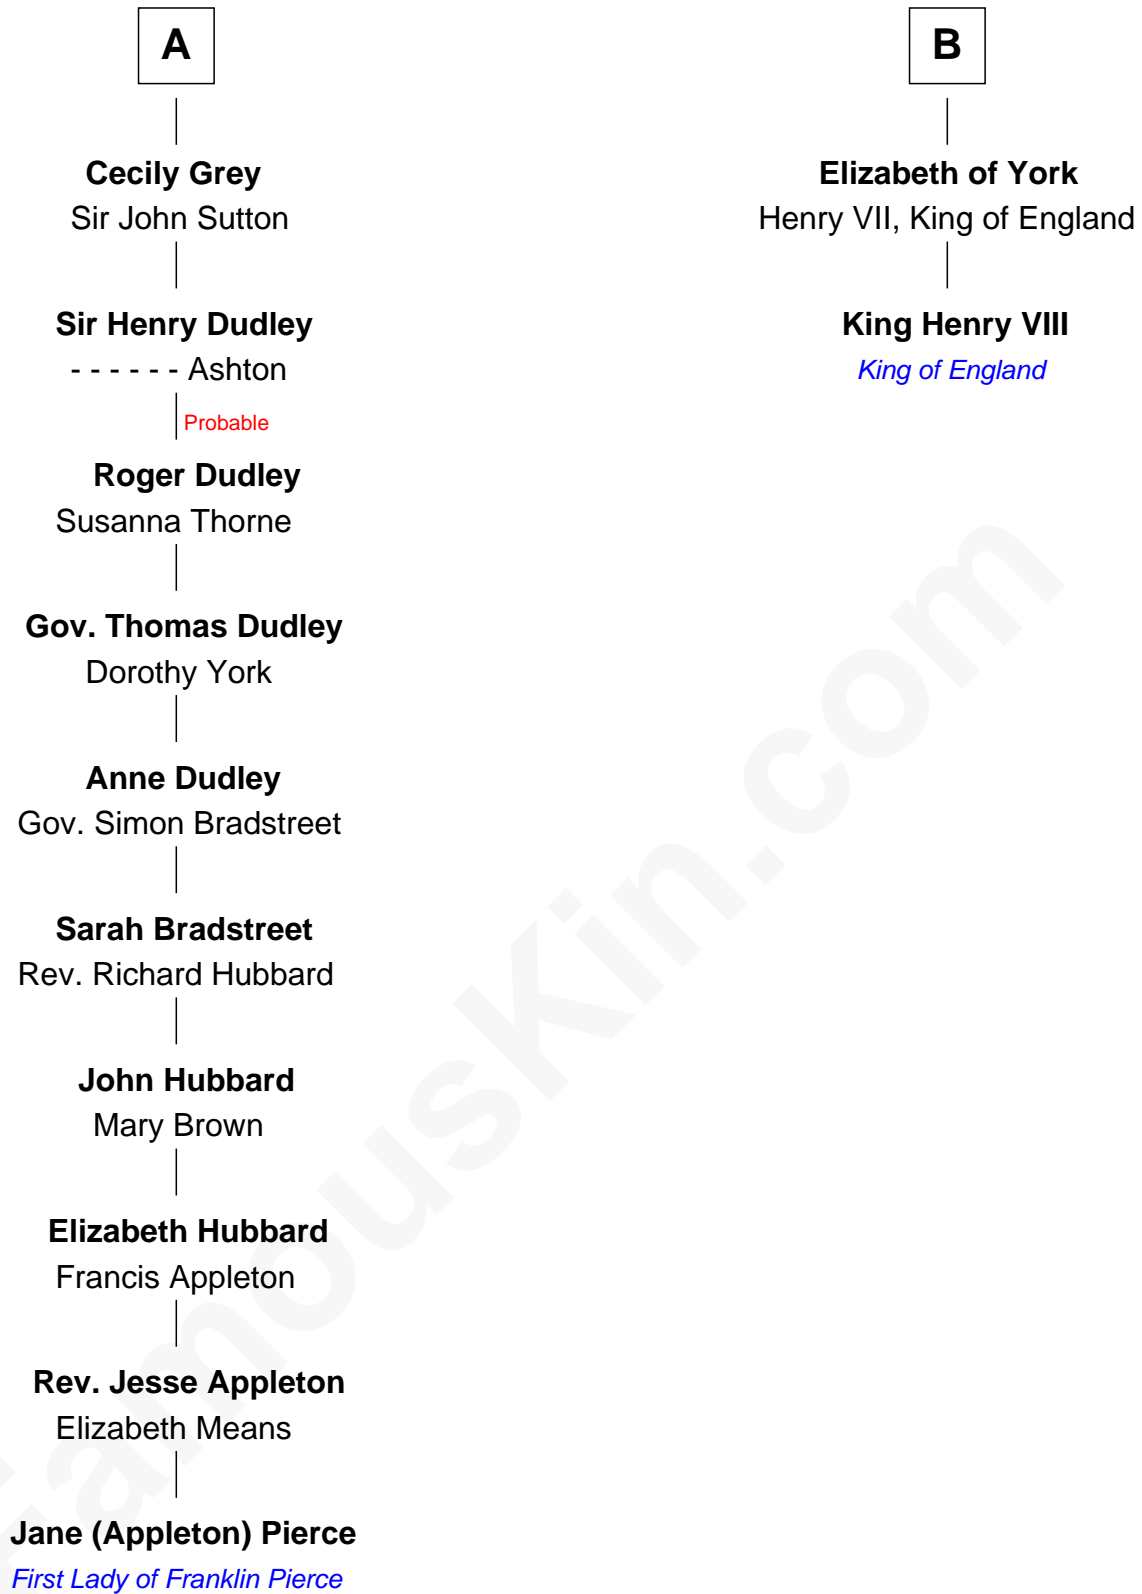 A
Cecily Grey
Sir John Sutton
Sir Henry Dudley
- - - - - - Ashton
Probable
Roger Dudley
Susanna Thorne
Gov. Thomas Dudley
Dorothy York
Anne Dudley
Gov. Simon Bradstreet
Sarah Bradstreet
Rev. Richard Hubbard
John Hubbard
Mary Brown
Elizabeth Hubbard
Francis Appleton
Rev. Jesse Appleton
Elizabeth Means
Jane (Appleton) Pierce
First Lady of Franklin Pierce
B
Elizabeth of York
Henry VII, King of England
King Henry VIII
King of England
FamousKin.com